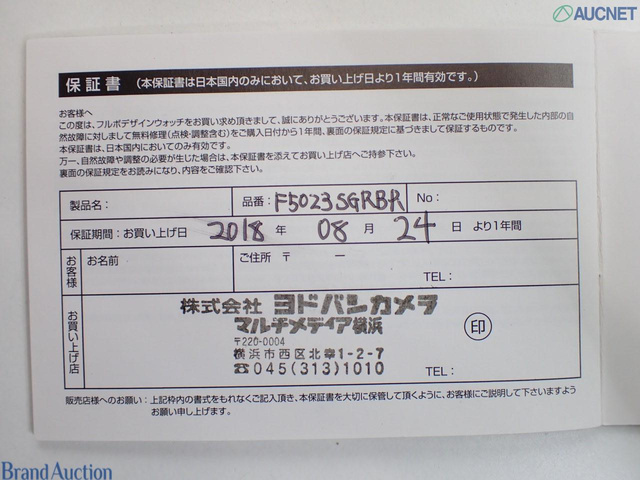 AUCNET
保証書 (本保証書は日本国内のみにおいて、お買い上げ日より1年間有効です。)
お客様へ
この度は、フルボデザインウォッチをお買い求め頂きまして、誠にありがとうございます。本保証書は、正常なご使用状態で発生した内部の自
然故障に対しまして無料修理(点検・調整含む)をご購入日付から1年間、裏面の保証規定に基づきまして保証するものです。
本保証書は、日本国内においてのみ有効です。
万一、自然故障や調整の必要が生じた場合は、本保証書を添えてお買い上げ店へご持参下さい。
裏面の保証規定をお読みになり、内容をご確認下さい。
製品名: 品番: F5023SGRBR No:
保証期間:お買い上げ日 2018 年 08 月 24 日 より1年間
お客様 お名前 ご住所 〒 ー
TEL:
お買い上げ店 株式会社 ヨドバシカメラ
マルチメディア横浜
印
〒220-0004
横浜市西区北幸1-2-7
☎045(313)1010
TEL:
販売店様へのお願い:上記枠内の書式をもれなくご記入頂き、本保証書を大切に保管して頂くように、お客様にご説明して下さいますよう
お願い申し上げます。
Brand Auction